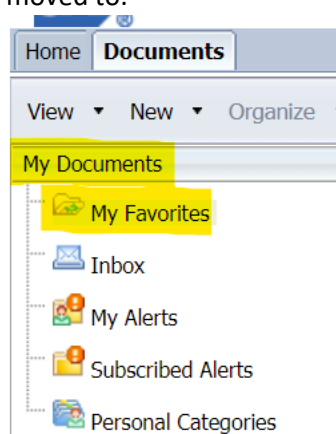 moved to:
®
Home Documents
View ▾ New ▾ Organize
My Documents
My Favorites
Inbox
My Alerts
Subscribed Alerts
Personal Categories